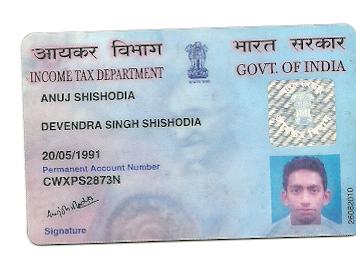 आयकर विभाग भारत सरकार
INCOME TAX DEPARTMENT GOVT. OF INDIA
ANUJ SHISHODIA
DEVENDRA SINGH SHISHODIA
20/05/1991
Permanent Account Number
CWXPS2873N
Signature
26082010